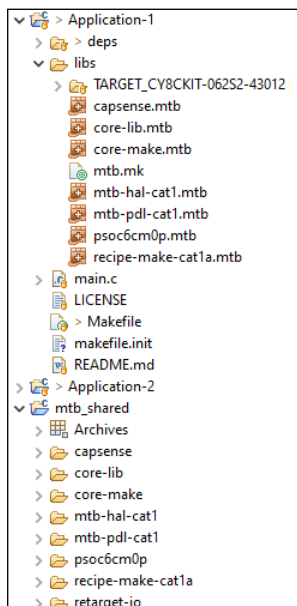 > Application-1
> deps
libs
TARGET_CY8CKIT-062S2-43012
capsense.mtb
core-lib.mtb
core-make.mtb
mtb.mk
mtb-hal-cat1.mtb
mtb-pdl-cat1.mtb
psoc6cm0p.mtb
recipe-make-cat1a.mtb
main.c
LICENSE
> Makefile
makefile.init
README.md
> Application-2
mtb_shared
Archives
capsense
core-lib
core-make
mtb-hal-cat1
mtb-pdl-cat1
psoc6cm0p
recipe-make-cat1a
retarget-io